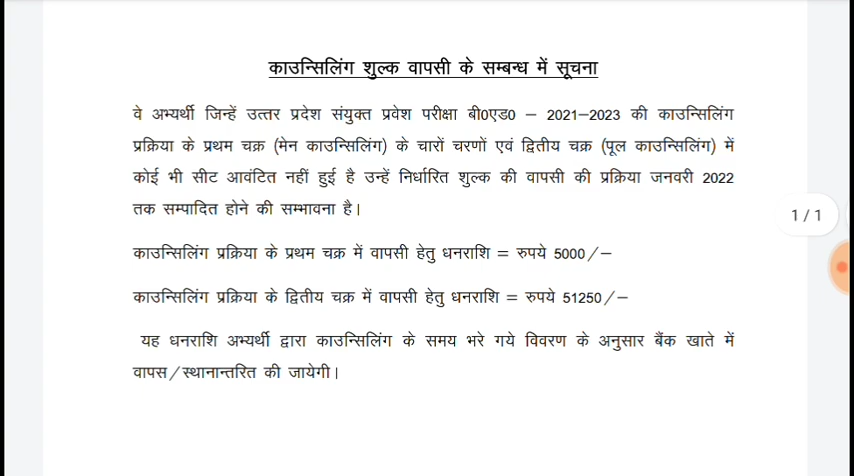 काउन्सिलिंग शुल्क वापसी के सम्बन्ध में सूचना
वे अभ्यर्थी जिन्हें उत्तर प्रदेश संयुक्त प्रवेश परीक्षा बी0एड0 – 2021–2023 की काउन्सिलिंग
प्रक्रिया के प्रथम चक्र (मेन काउन्सिलिंग) के चारों चरणों एवं द्वितीय चक्र (पूल काउन्सिलिंग) में
कोई भी सीट आवंटित नहीं हुई है उन्हें निर्धारित शुल्क की वापसी की प्रक्रिया जनवरी 2022
तक सम्पादित होने की सम्भावना है।
1 / 1
काउन्सिलिंग प्रक्रिया के प्रथम चक्र में वापसी हेतु धनराशि = रुपये 5000/–
काउन्सिलिंग प्रक्रिया के द्वितीय चक्र में वापसी हेतु धनराशि = रुपये 51250/–
यह धनराशि अभ्यर्थी द्वारा काउन्सिलिंग के समय भरे गये विवरण के अनुसार बैंक खाते में
वापस/स्थानान्तरित की जायेगी।